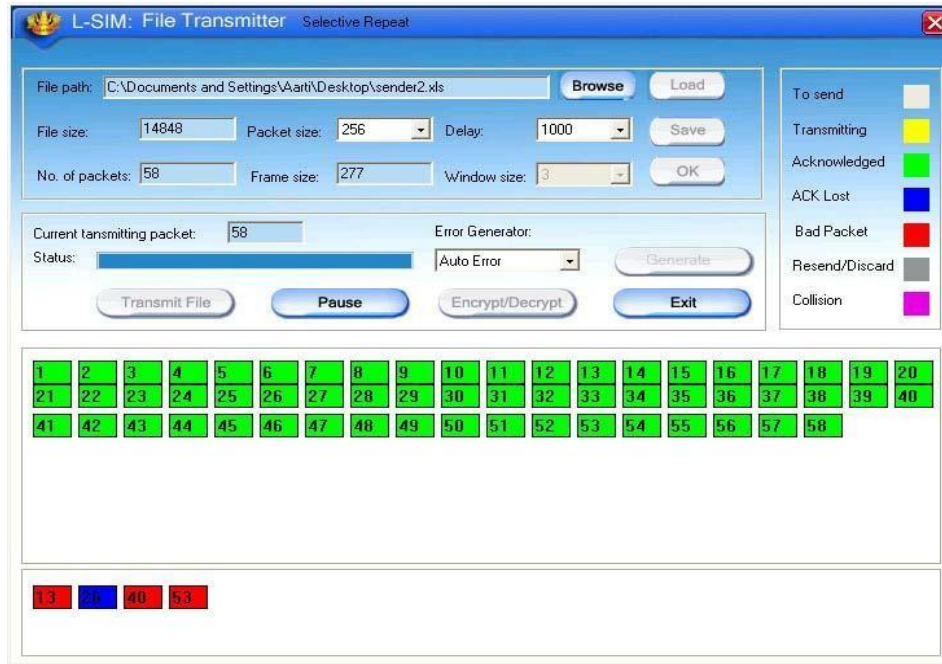 L-SIM: File Transmitter Selective Repeat
File path: C:\Documents and Settings\Aarti\Desktop\sender2.xls Browse Load
File size: 14848 Packet size: 256 Delay: 1000 Save
No. of packets: 58 Frame size: 277 Window size: 3 OK
To send
Transmitting
Acknowledged
ACK Lost
Bad Packet
Resend/Discard
Collision
Current tansmitting packet: 58 Error Generator:
Status: Auto Error Generate
Transmit File Pause Encrypt/Decrypt Exit
1 2 3 4 5 6 7 8 9 10 11 12 13 14 15 16 17 18 19 20
21 22 23 24 25 26 27 28 29 30 31 32 33 34 35 36 37 38 39 40
41 42 43 44 45 46 47 48 49 50 51 52 53 54 55 56 57 58
13 26 40 53